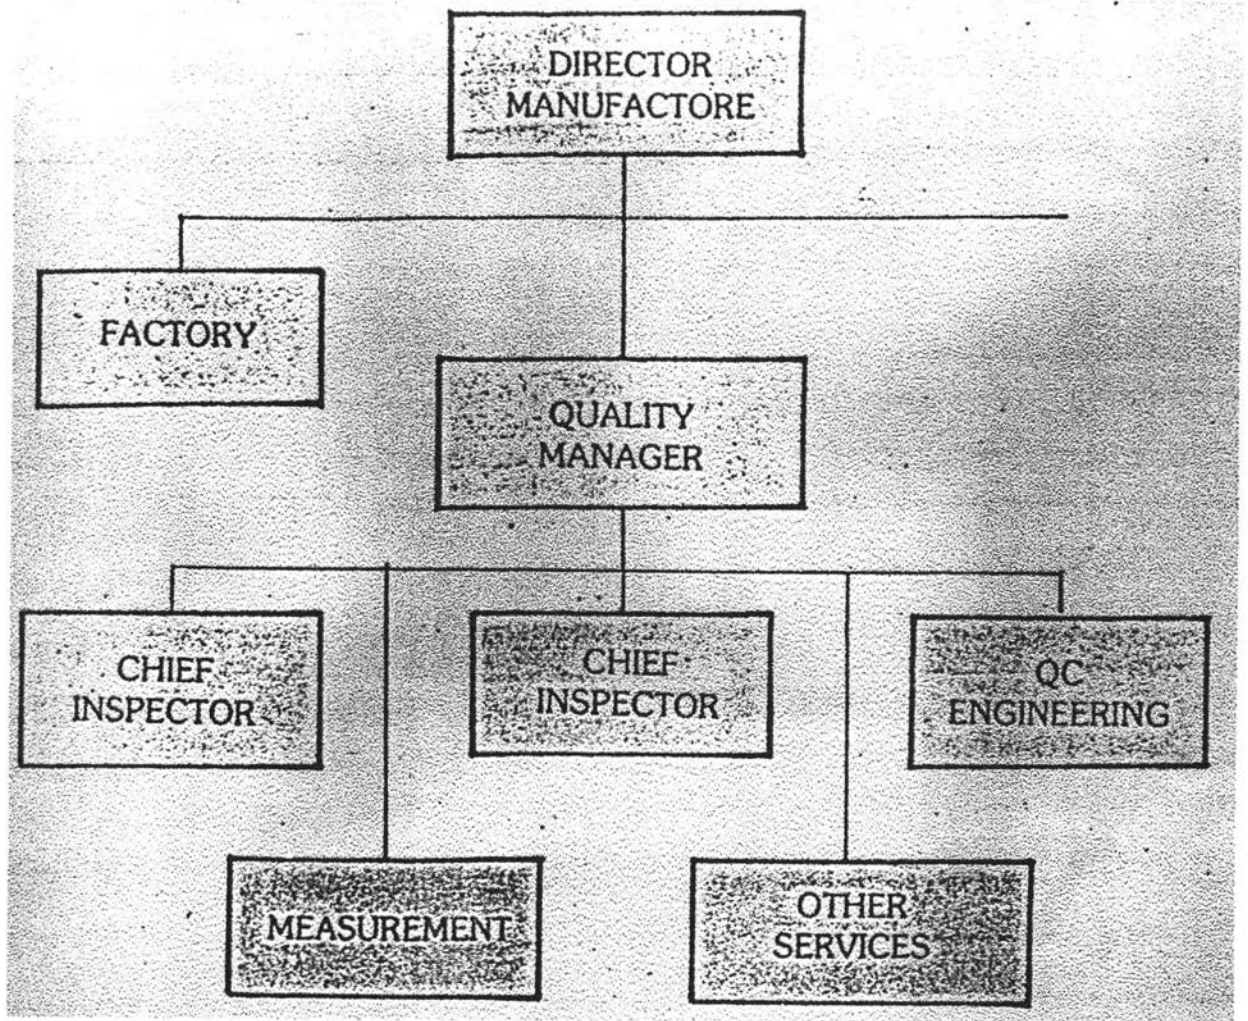 DIRECTOR
MANUFACTORE
FACTORY
QUALITY
MANAGER
CHIEF
INSPECTOR
CHIEF
INSPECTOR
QC
ENGINEERING
MEASUREMENT
OTHER
SERVICES